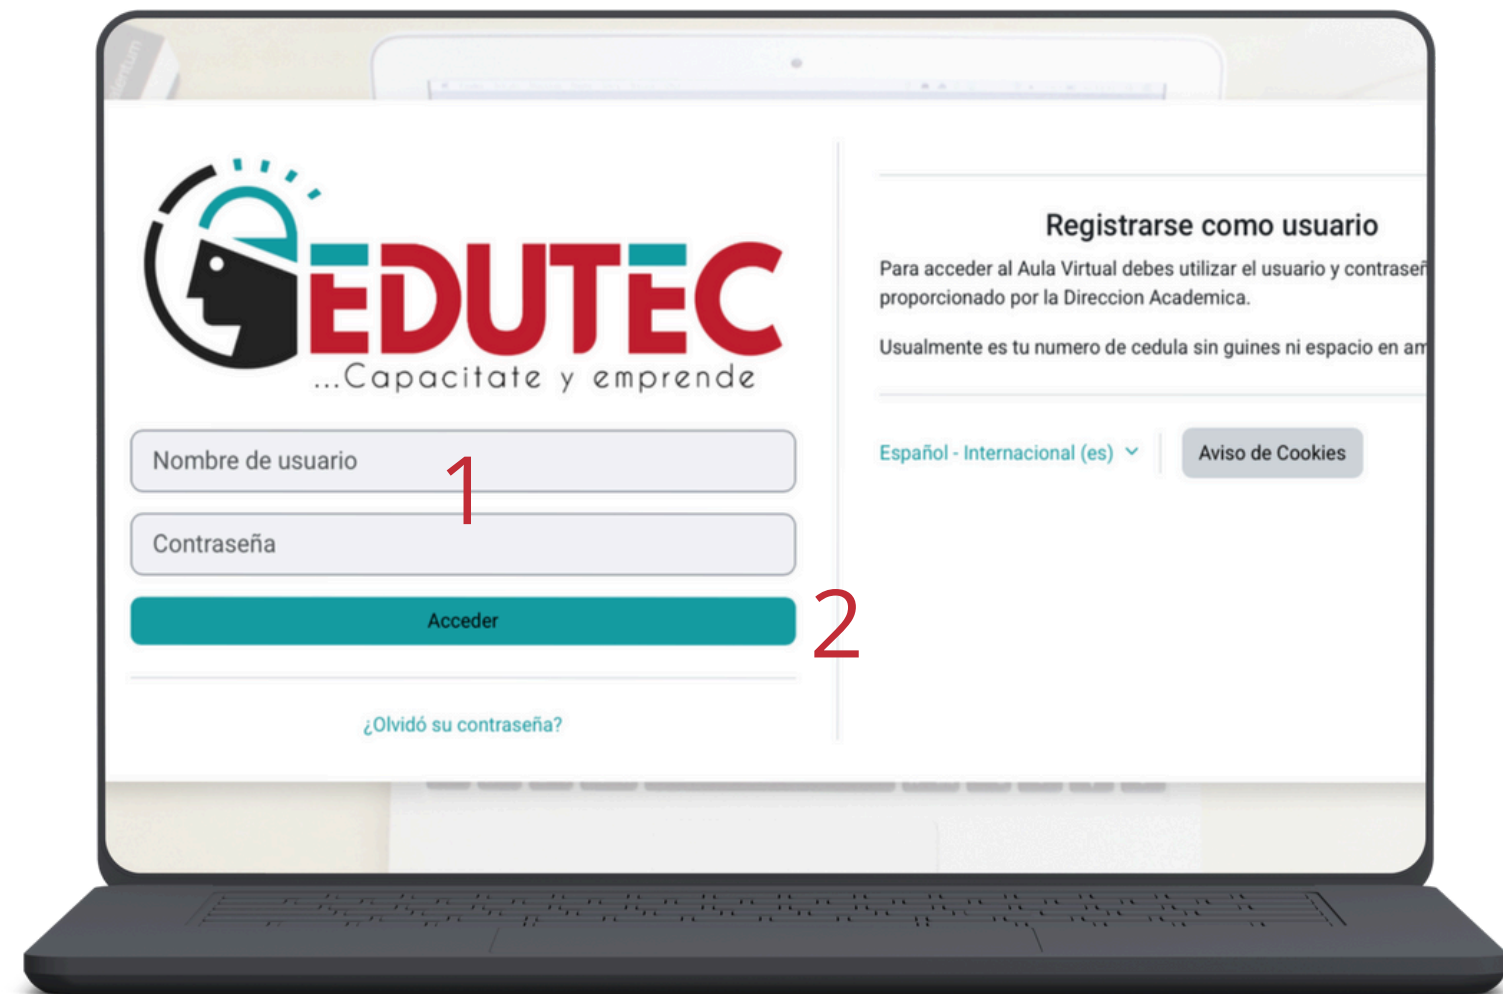 EDUTEC
...Capacitate y emprende
Nombre de usuario
1
Contraseña
Acceder
2
¿Olvidó su contraseña?
Registrarse como usuario
Para acceder al Aula Virtual debes utilizar el usuario y
proporcionado por la Direccion Academica.
Usualmente es tu numero de cedula sin guines ni espacio en
Español - Internacional (es)
Aviso de Cookies